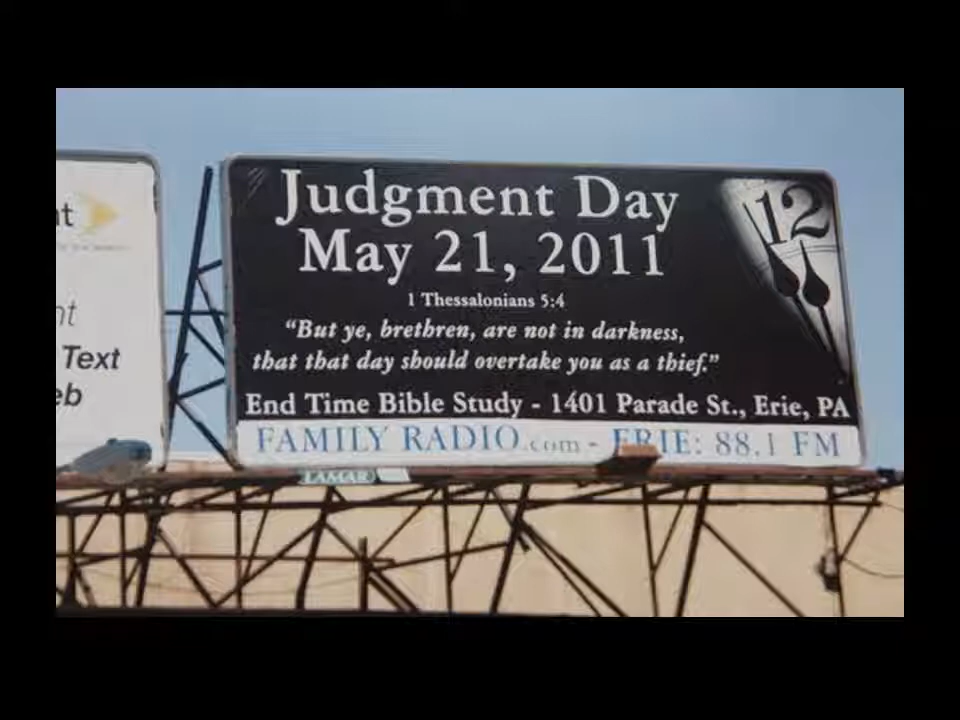 Judgment Day
May 21, 2011
12
1 Thessalonians 5:4
"But ye, brethren, are not in darkness,
that that day should overtake you as a thief."
End Time Bible Study - 1401 Parade St., Erie, PA
FAMILY RADIO.com - ERIE: 88.1 FM
LAMAR
Text